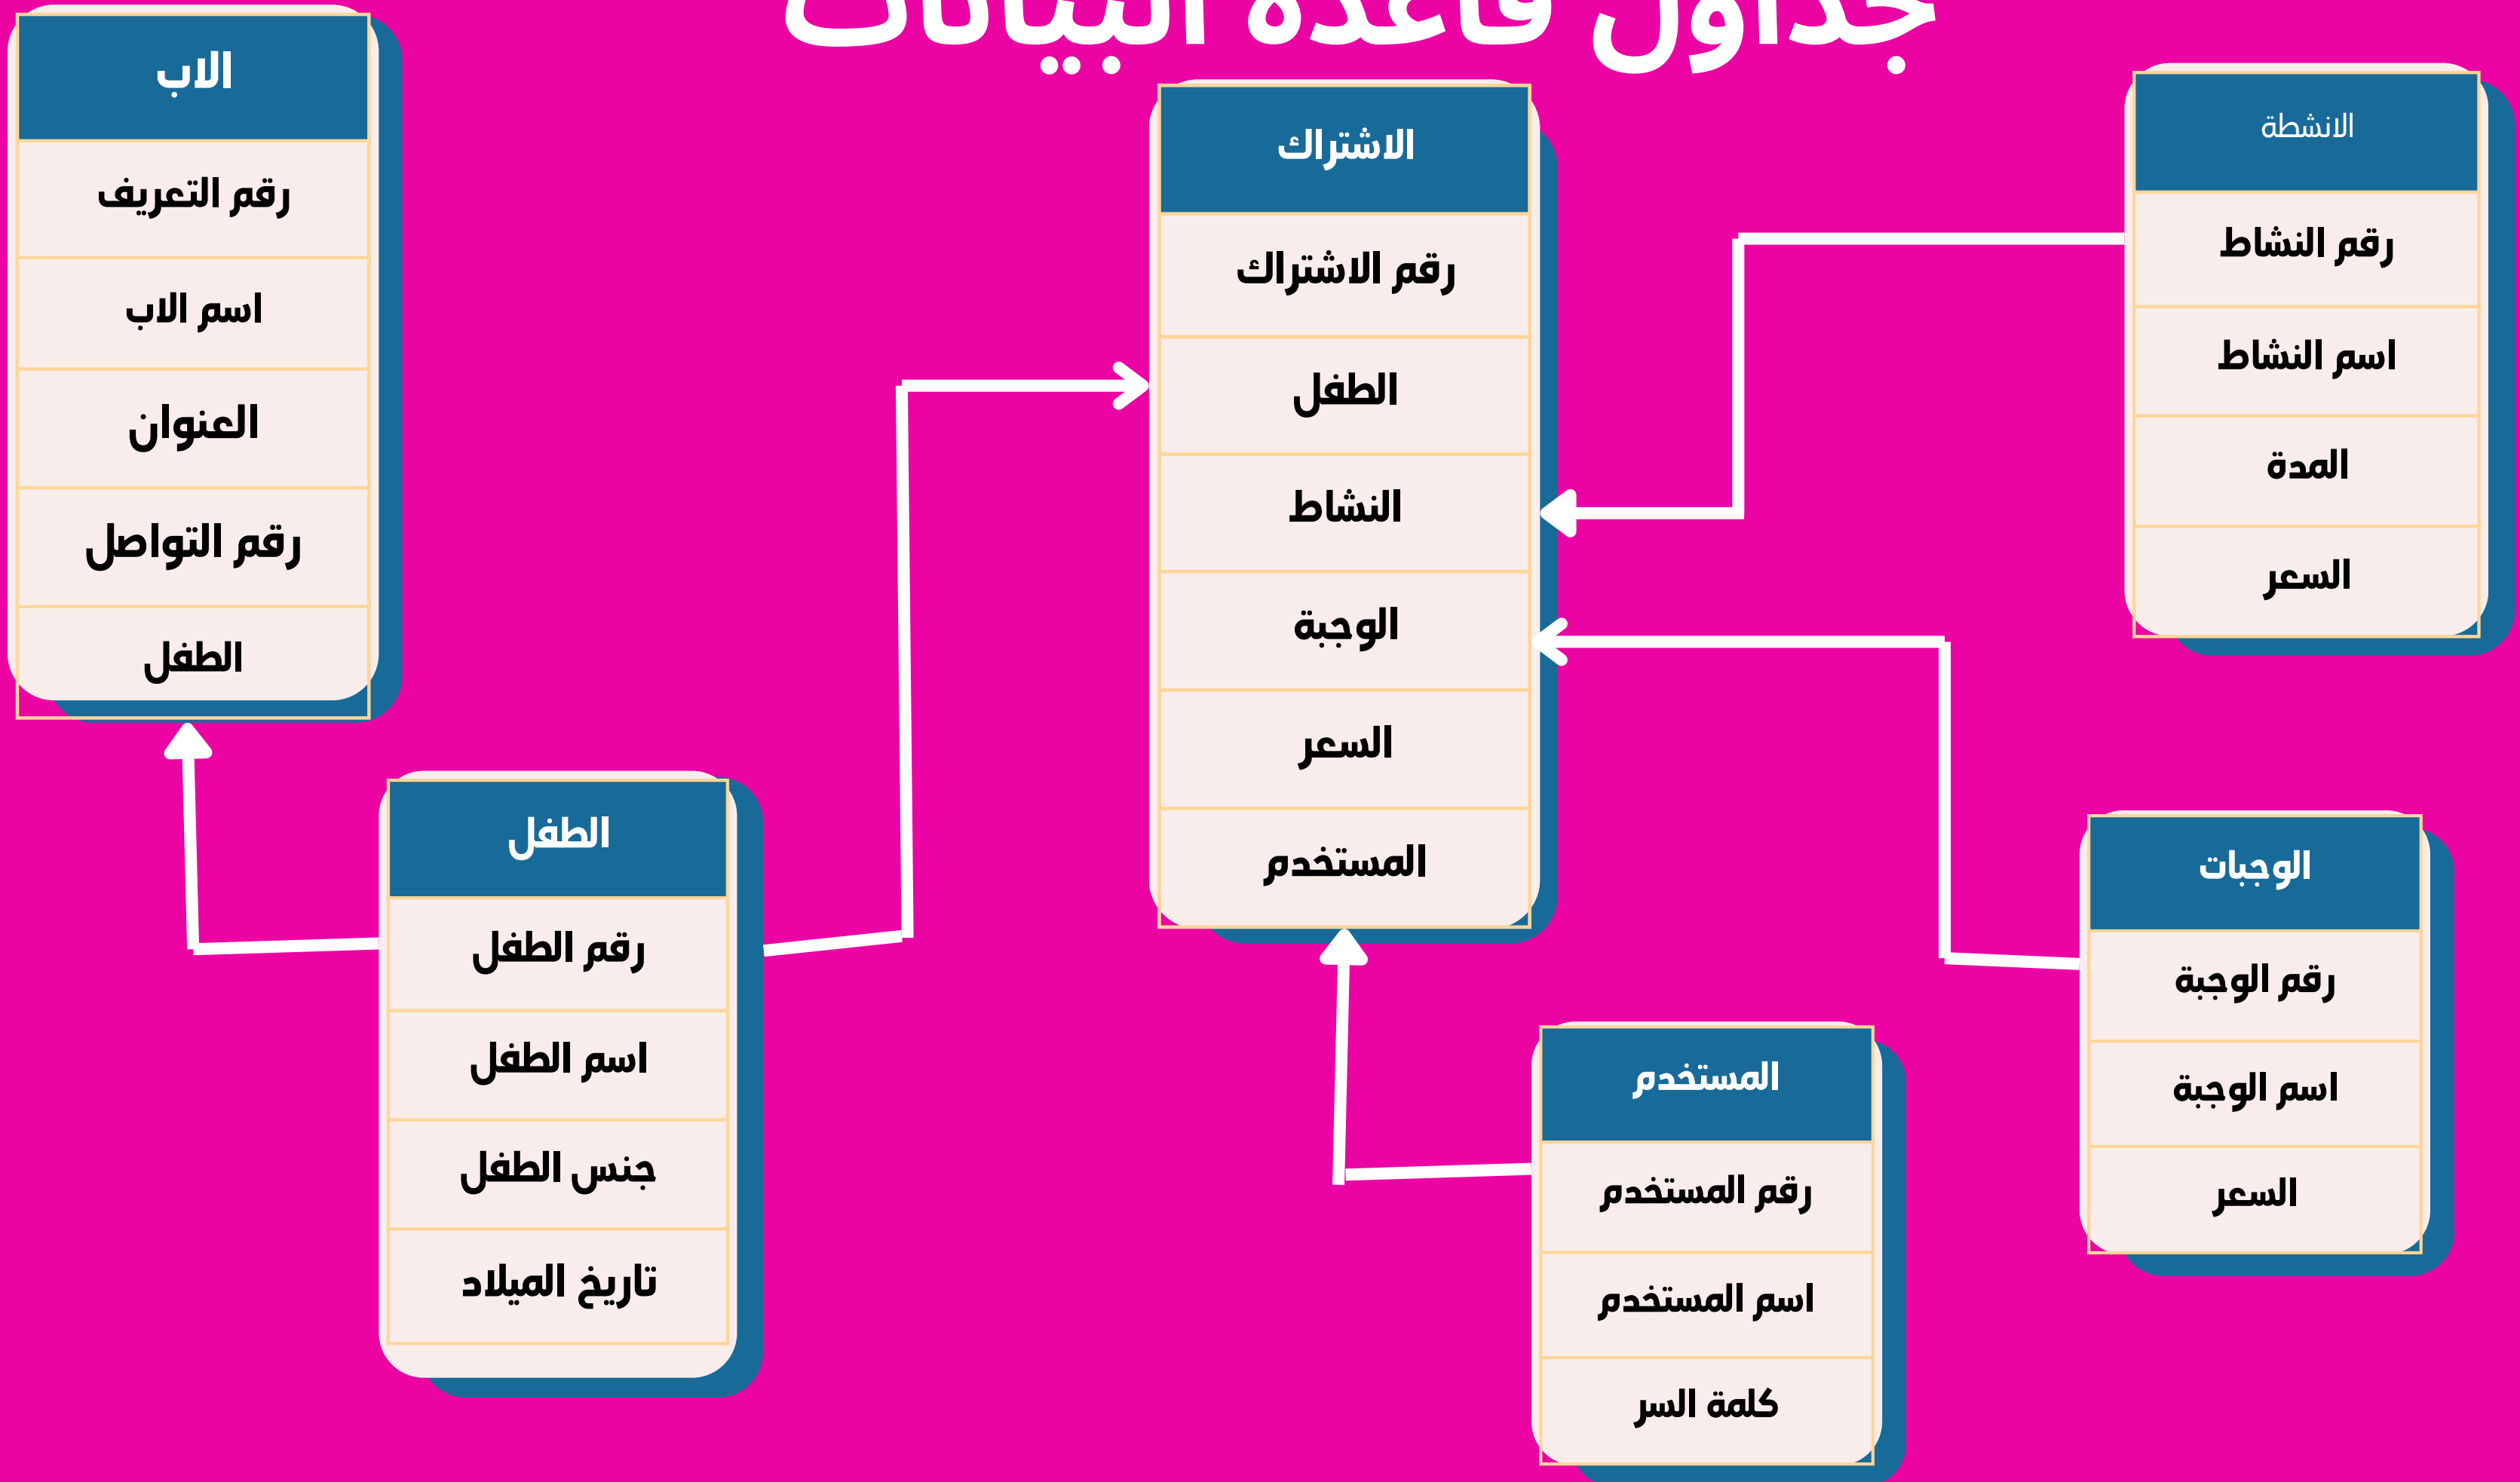 جداول قاعدة البيانات
الاب
رقم التعريف
اسم الاب
العنوان
رقم التواصل
الطفل
الاشتراك
رقم الاشتراك
الطفل
النشاط
الوجبة
السعر
المستخدم
الانشطة
رقم النشاط
اسم النشاط
المدة
السعر
الطفل
رقم الطفل
اسم الطفل
جنس الطفل
تاريخ الميلاد
المستخدم
رقم المستخدم
اسم المستخدم
كلمة السر
الوجبات
رقم الوجبة
اسم الوجبة
السعر